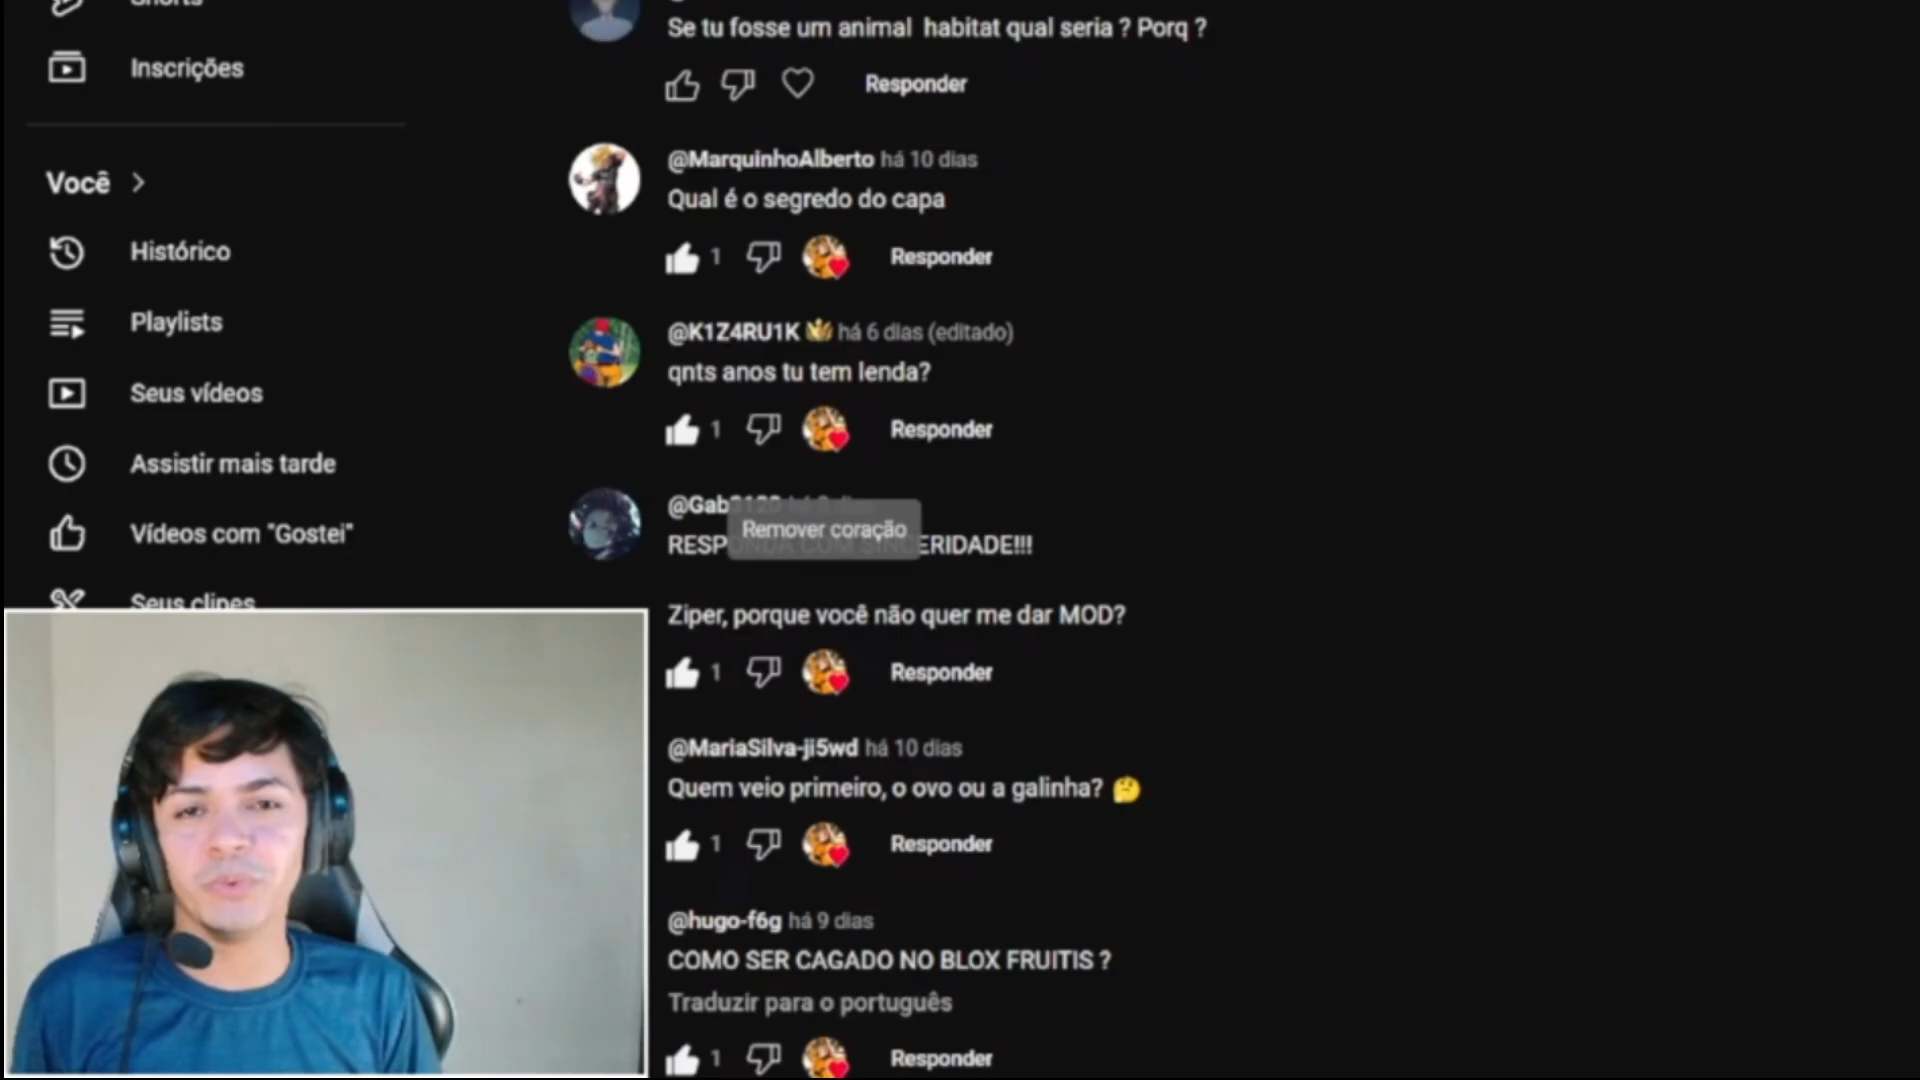 Shorts
Inscrições
Você
Histórico
Playlists
Seus vídeos
Assistir mais tarde
Vídeos com "Gostei"
Seus clipes
Se tu fosse um animal habitat qual seria ? Porq ?
Responder
@MarquinhoAlberto há 10 dias
Qual é o segredo do capa
1 Responder
@K1Z4RU1K há 6 dias (editado)
qnts anos tu tem lenda?
1 Responder
Remover coração
RESPONDA COM SINCERIDADE!!!
Ziper, porque você não quer me dar MOD?
1 Responder
@MariaSilva-ji5wd há 10 dias
Quem veio primeiro, o ovo ou a galinha? 🤔
1 Responder
@hugo-f6g há 9 dias
COMO SER CAGADO NO BLOX FRUITIS ?
Traduzir para o português
1 Responder